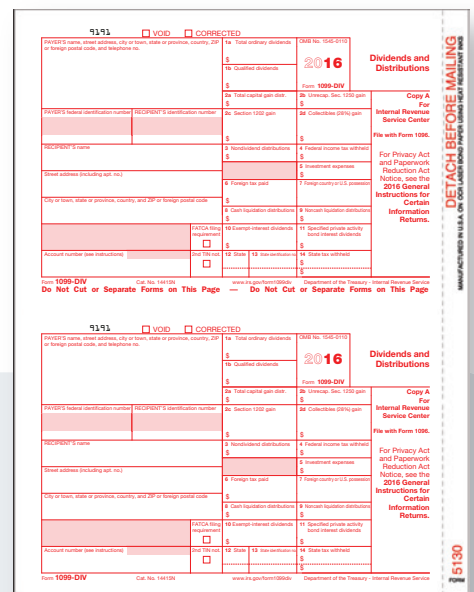 9191 VOID CORRECTED
PAYER'S name, street address, city or town, state or province, country, ZIP
or foreign postal code, and telephone no.
1a Total ordinary dividends
$
1b Qualified dividends
$
OMB No. 1545-0110
2016
Form 1099-DIV
Dividends and
Distributions
2a Total capital gain distr.
$
2b Unrecap. Sec. 1250 gain
$
Copy A
For
Internal Revenue
Service Center
File with Form 1096.
PAYER'S federal identification number
RECIPIENT'S identification number
2c Section 1202 gain
$
2d Collectibles (28%) gain
$
RECIPIENT'S name
3 Nondividend distributions
$
4 Federal income tax withheld
$
5 Investment expenses
$
For Privacy Act
and Paperwork
Reduction Act
Notice, see the
2016 General
Instructions for
Certain
Information
Returns.
Street address (including apt. no.)
6 Foreign tax paid
$
7 Foreign country or U.S. possession
City or town, state or province, country, and ZIP or foreign postal code
8 Cash liquidation distributions
$
9 Noncash liquidation distributions
$
FATCA filing
requirement
10 Exempt-interest dividends
$
11 Specified private activity
bond interest dividends
$
Account number (see instructions)
2nd TIN not.
12 State
13 State identification no.
14 State tax withheld
$
$
Form 1099-DIV Cat. No. 14415N www.irs.gov/form1099div Department of the Treasury - Internal Revenue Service
Do Not Cut or Separate Forms on This Page — Do Not Cut or Separate Forms on This Page
9191 VOID CORRECTED
PAYER'S name, street address, city or town, state or province, country, ZIP
or foreign postal code, and telephone no.
1a Total ordinary dividends
$
1b Qualified dividends
$
OMB No. 1545-0110
2016
Form 1099-DIV
Dividends and
Distributions
2a Total capital gain distr.
$
2b Unrecap. Sec. 1250 gain
$
Copy A
For
Internal Revenue
Service Center
File with Form 1096.
PAYER'S federal identification number
RECIPIENT'S identification number
2c Section 1202 gain
$
2d Collectibles (28%) gain
$
RECIPIENT'S name
3 Nondividend distributions
$
4 Federal income tax withheld
$
5 Investment expenses
$
For Privacy Act
and Paperwork
Reduction Act
Notice, see the
2016 General
Instructions for
Certain
Information
Returns.
Street address (including apt. no.)
6 Foreign tax paid
$
7 Foreign country or U.S. possession
City or town, state or province, country, and ZIP or foreign postal code
8 Cash liquidation distributions
$
9 Noncash liquidation distributions
$
FATCA filing
requirement
10 Exempt-interest dividends
$
11 Specified private activity
bond interest dividends
$
Account number (see instructions)
2nd TIN not.
12 State
13 State identification no.
14 State tax withheld
$
$
Form 1099-DIV Cat. No. 14415N www.irs.gov/form1099div Department of the Treasury - Internal Revenue Service
DETACH BEFORE MAILING
MANUFACTURED IN U.S.A. ON OCR LASER BOND PAPER USING HEAT RESISTANT INKS
FORM 5130